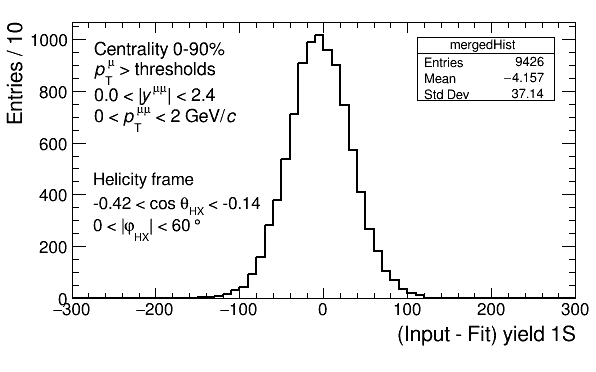 Entries / 10
1000
800
600
400
200
0
Centrality 0-90%
p_T^μ > thresholds
0.0 < |y^μμ| < 2.4
0 < p_T^μμ < 2 GeV/c
Helicity frame
-0.42 < cos θ_HX < -0.14
0 < |φ_HX| < 60 °
mergedHist
Entries 9426
Mean −4.157
Std Dev 37.14
−300 −200 −100 0 100 200 300
(Input - Fit) yield 1S